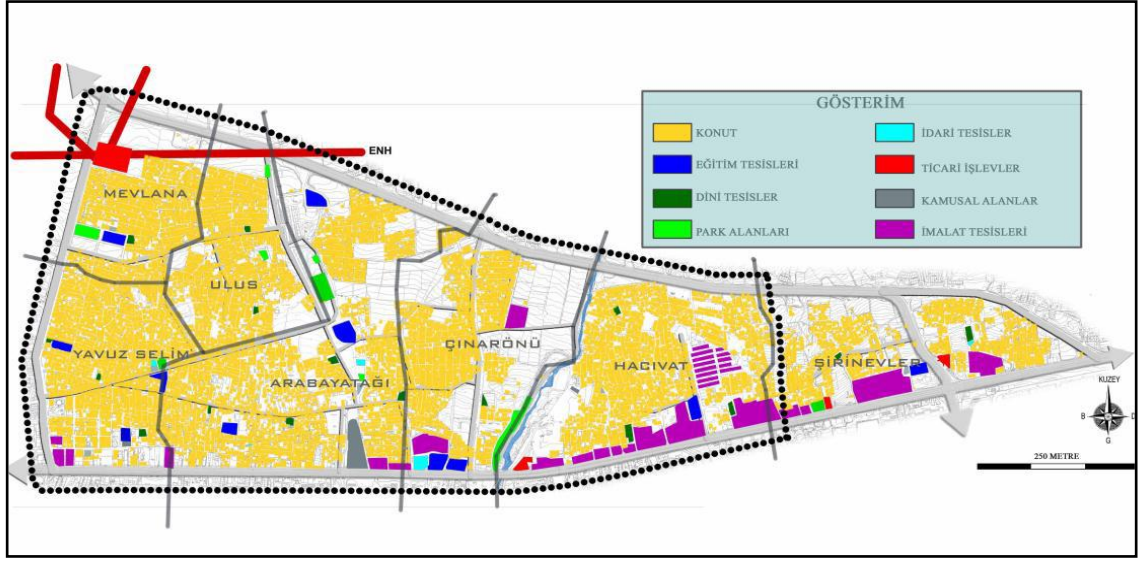 GÖSTERİM
KONUT
İDARİ TESİSLER
EĞİTİM TESİSLERİ
TİCARİ İŞLEVLER
DİNİ TESİSLER
KAMUSAL ALANLAR
PARK ALANLARI
İMALAT TESİSLERİ
ENH
MEVLANA
ULUS
YAVUZ SELİM
ARABAYATAĞI
ÇINARÖNÜ
HACIVAT
ŞİRİNEVLER
KUZEY
B
D
G
250 METRE